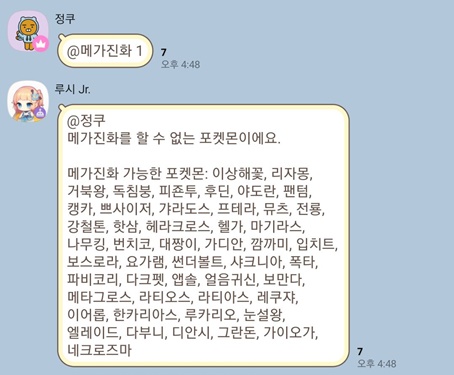 정쿠
@메가진화 1
7
오후 4:48
루시 Jr.
@정쿠
메가진화를 할 수 없는 포켓몬이에요.
메가진화 가능한 포켓몬: 이상해꽃, 리자몽,
거북왕, 독침붕, 피죤투, 후딘, 야도란, 팬텀,
캥카, 쁘사이저, 갸라도스, 프테라, 뮤츠, 전룡,
강철톤, 핫삼, 헤라크로스, 헬가, 마기라스,
나무킹, 번치코, 대짱이, 가디안, 깜까미, 입치트,
보스로라, 요가램, 썬더볼트, 샤크니아, 폭타,
파비코리, 다크펫, 앱솔, 얼음귀신, 보만다,
메타그로스, 라티오스, 라티아스, 레쿠쟈,
이어롭, 한카리아스, 루카리오, 눈설왕,
엘레이드, 다부니, 디안시, 그란돈, 가이오가,
네크로즈마
7
오후 4:48